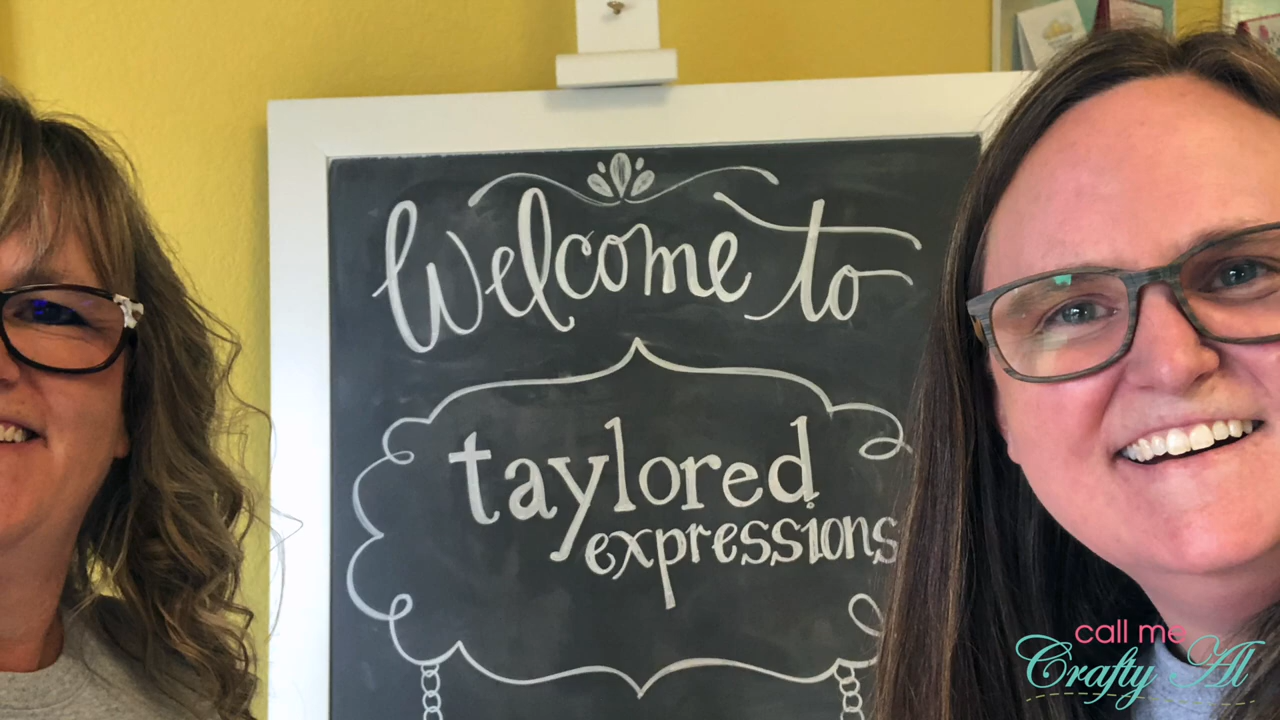 Welcome to
taylored
expressions
call me
Crafty Al